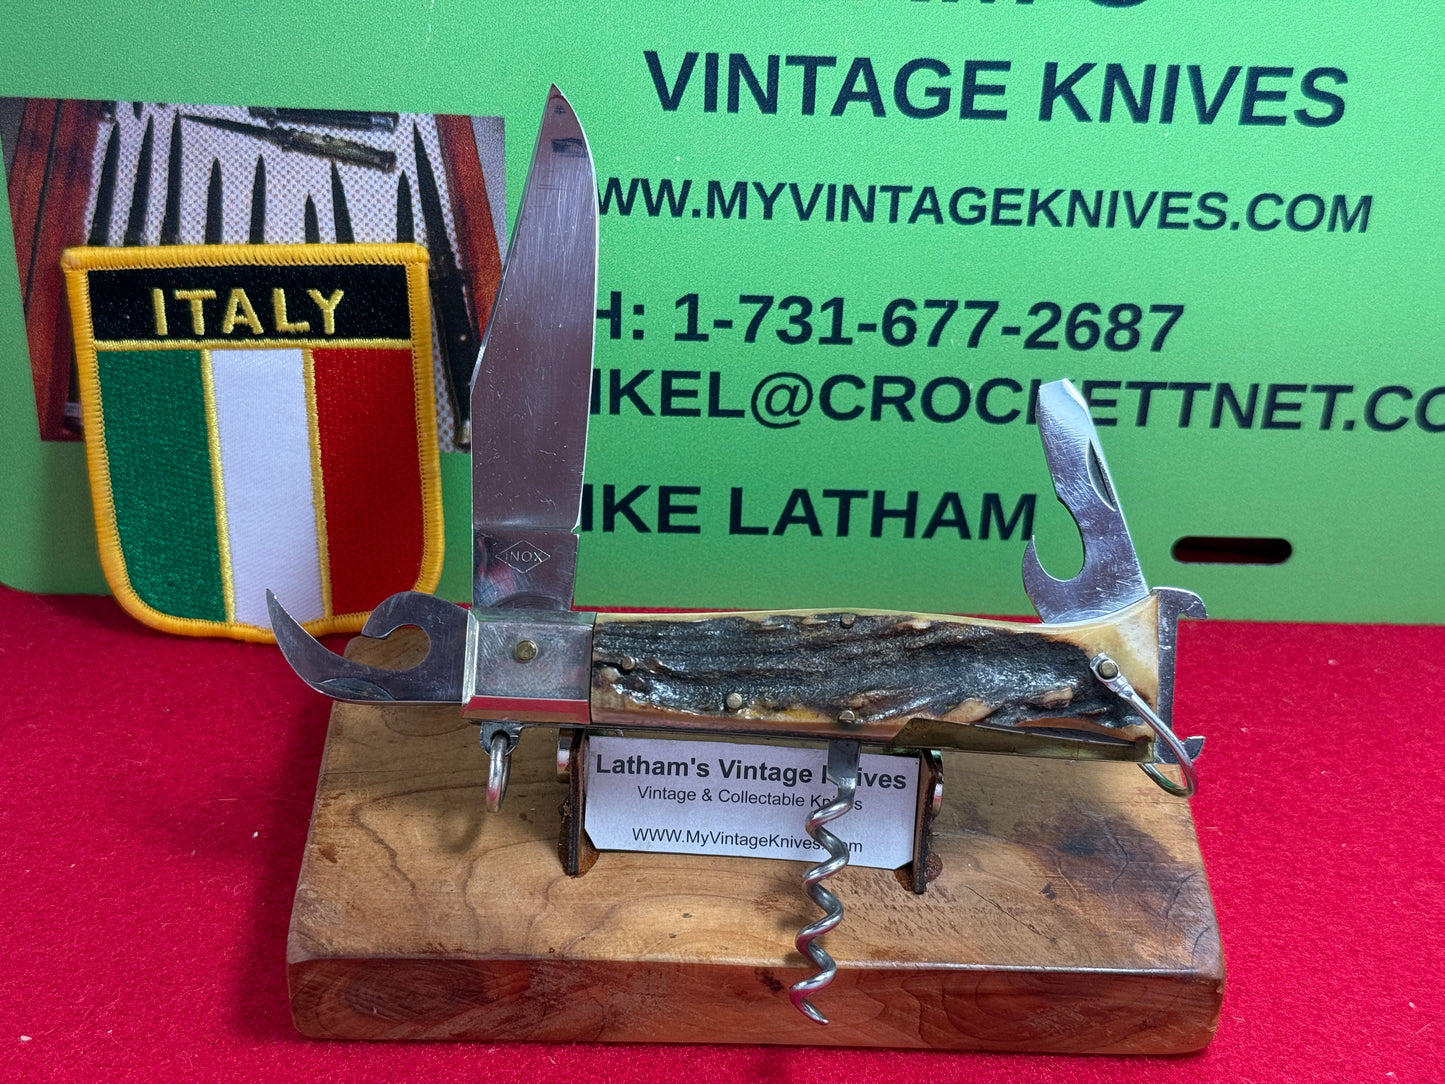 VINTAGE KNIVES
WW.MYVINTAGEKNIVES.COM
H: 1-731-677-2687
IKEL@CROCKETTNET.CO
IKE LATHAM
ITALY
INOX
Latham's Vintage Knives
Vintage & Collectable Knives
WWW.MyVintageKnives.com